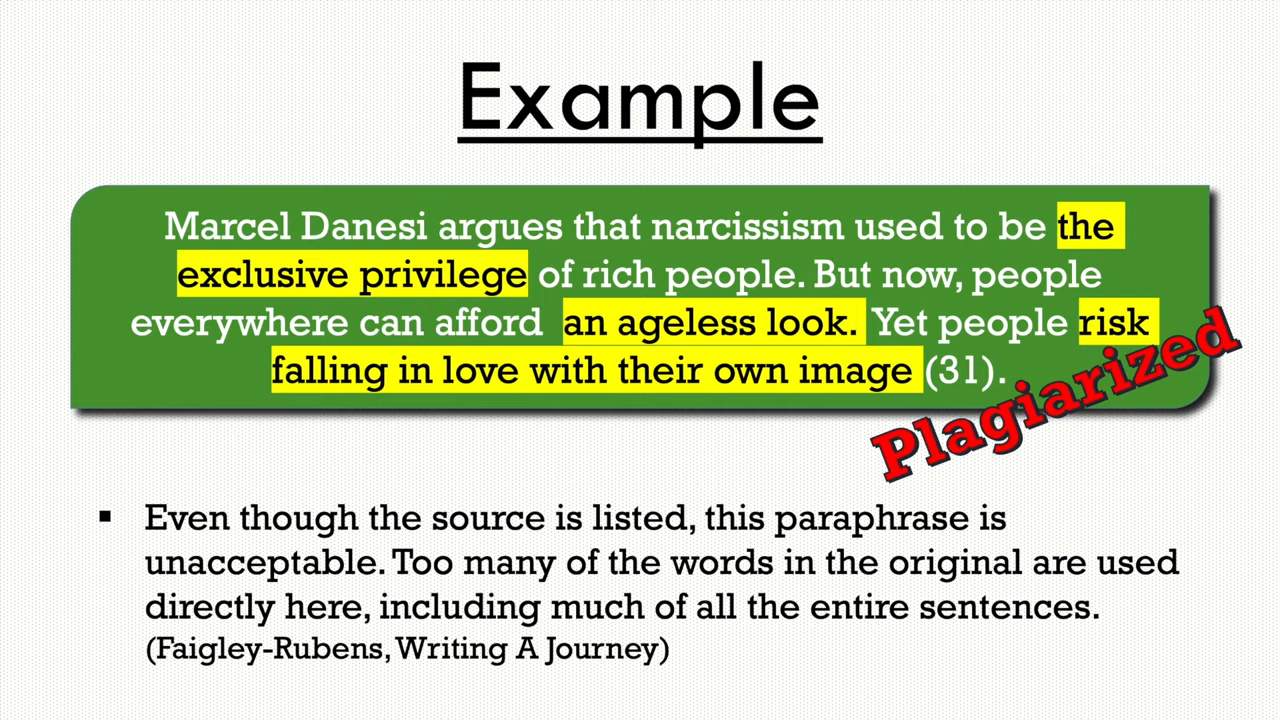 Example
Marcel Danesi argues that narcissism used to be the
exclusive privilege of rich people. But now, people
everywhere can afford an ageless look. Yet people risk
falling in love with their own image (31).
Plagiarized
▪ Even though the source is listed, this paraphrase is
unacceptable. Too many of the words in the original are used
directly here, including much of all the entire sentences.
(Faigley-Rubens, Writing A Journey)